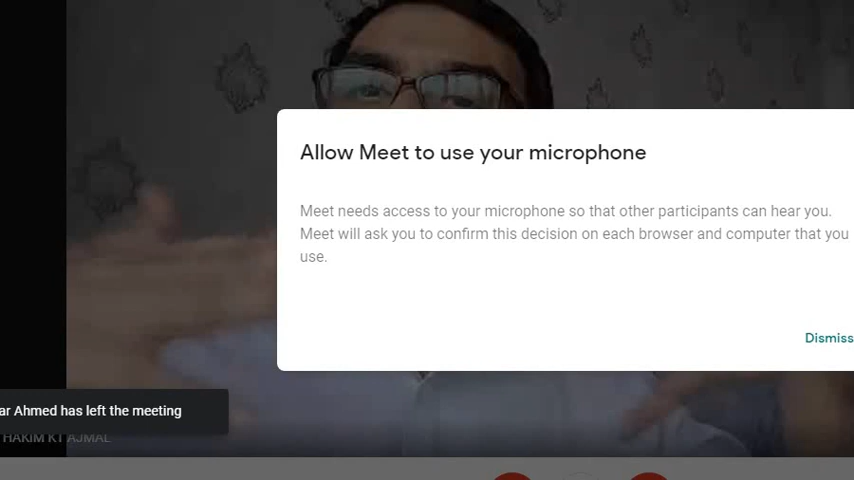 Allow Meet to use your microphone
Meet needs access to your microphone so that other participants can hear you.
Meet will ask you to confirm this decision on each browser and computer that you
use.
Dismiss
ar Ahmed has left the meeting
HAKIM KT AJMAL